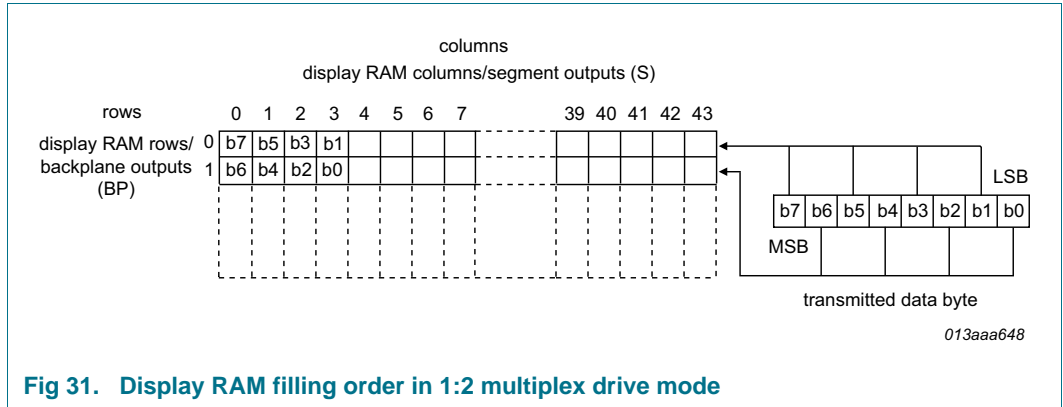 columns
display RAM columns/segment outputs (S)
rows 0 1 2 3 4 5 6 7 39 40 41 42 43
display RAM rows/ 0 b7 b5 b3 b1
backplane outputs 1 b6 b4 b2 b0
(BP)
LSB
b7 b6 b5 b4 b3 b2 b1 b0
MSB
transmitted data byte
013aaa648
Fig 31. Display RAM filling order in 1:2 multiplex drive mode